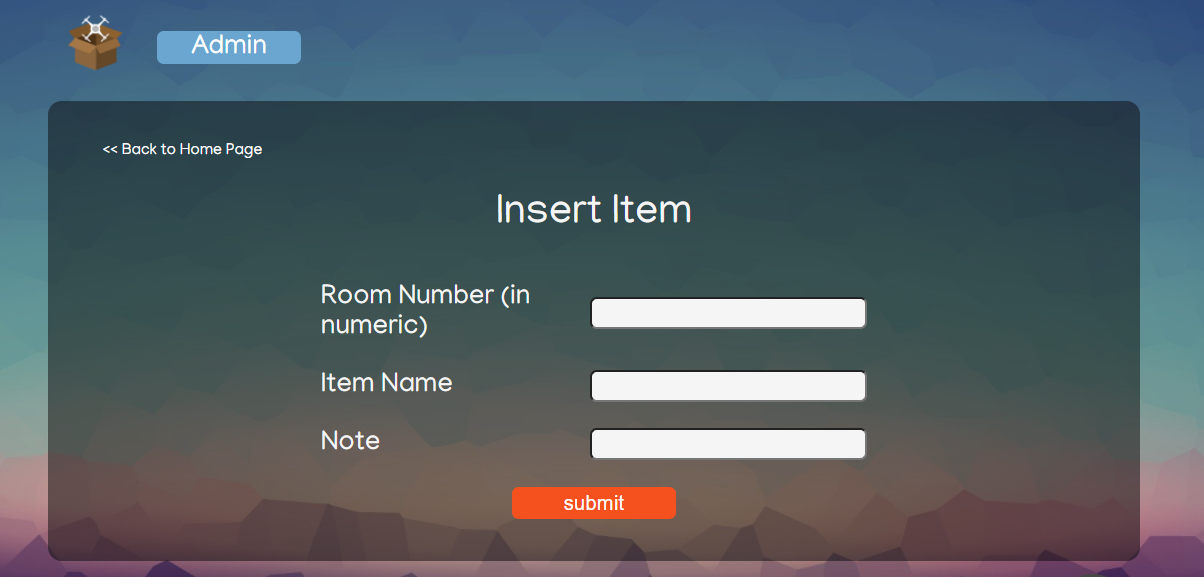 Admin
<< Back to Home Page
Insert Item
Room Number (in
numeric)
Item Name
Note
submit